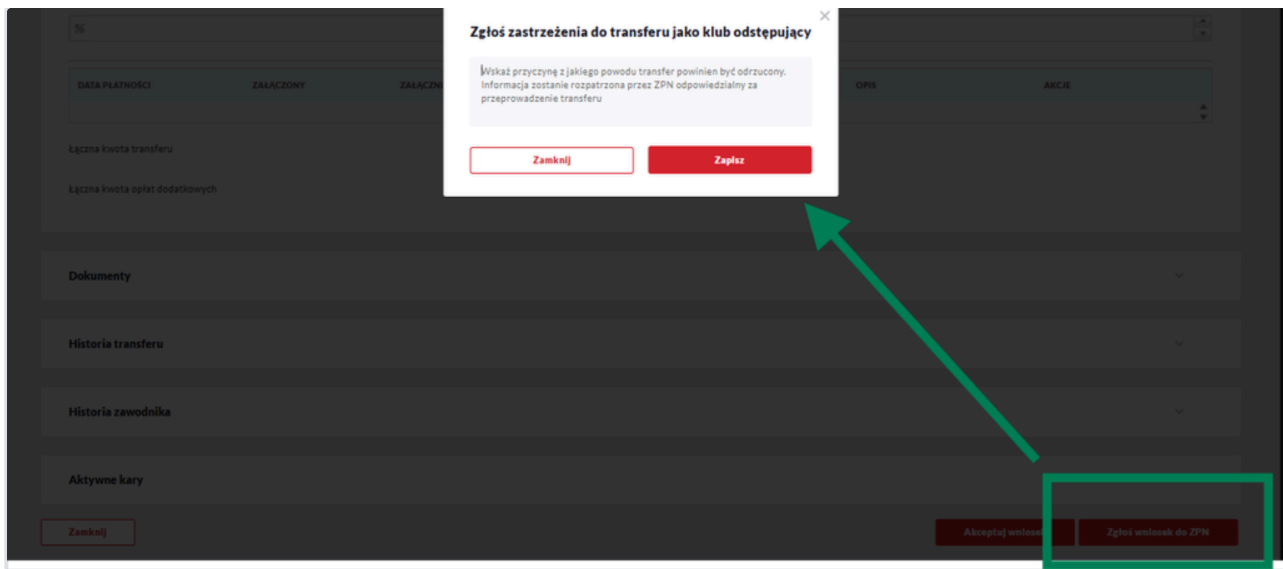 %
Zgłoś zastrzeżenia do transferu jako klub odstępujący
Wskaż przyczynę z jakiego powodu transfer powinien być odrzucony.
Informacja zostanie rozpatrzona przez ZPN odpowiedzialny za
przeprowadzenie transferu
DATA PŁATNOŚCI ZAŁĄCZONY OPIS AKCJE
Łączna kwota transferu
Zamknij Zapisz
Łączna kwota opłat dodatkowych
Dokumenty
Historia transferu
Historia zawodnika
Aktywne kary
Zamknij Akceptuj Zgłoś wniosek do ZPN